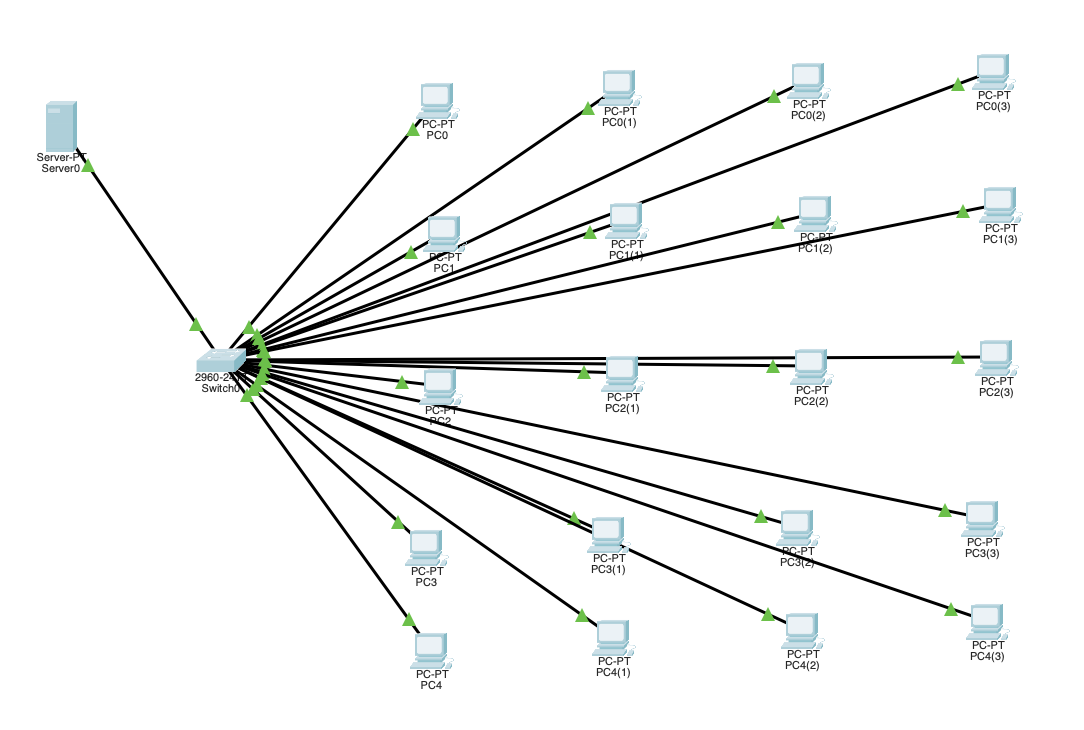 PC-PT
PC0
PC-PT
PC0(1)
PC-PT
PC0(2)
PC-PT
PC0(3)
Server-PT
Server0
PC-PT
PC1
PC-PT
PC1(1)
PC-PT
PC1(2)
PC-PT
PC1(3)
2960-24
Switch0
PC-PT
PC2
PC-PT
PC2(1)
PC-PT
PC2(2)
PC-PT
PC2(3)
PC-PT
PC3
PC-PT
PC3(1)
PC-PT
PC3(2)
PC-PT
PC3(3)
PC-PT
PC4
PC-PT
PC4(1)
PC-PT
PC4(2)
PC-PT
PC4(3)